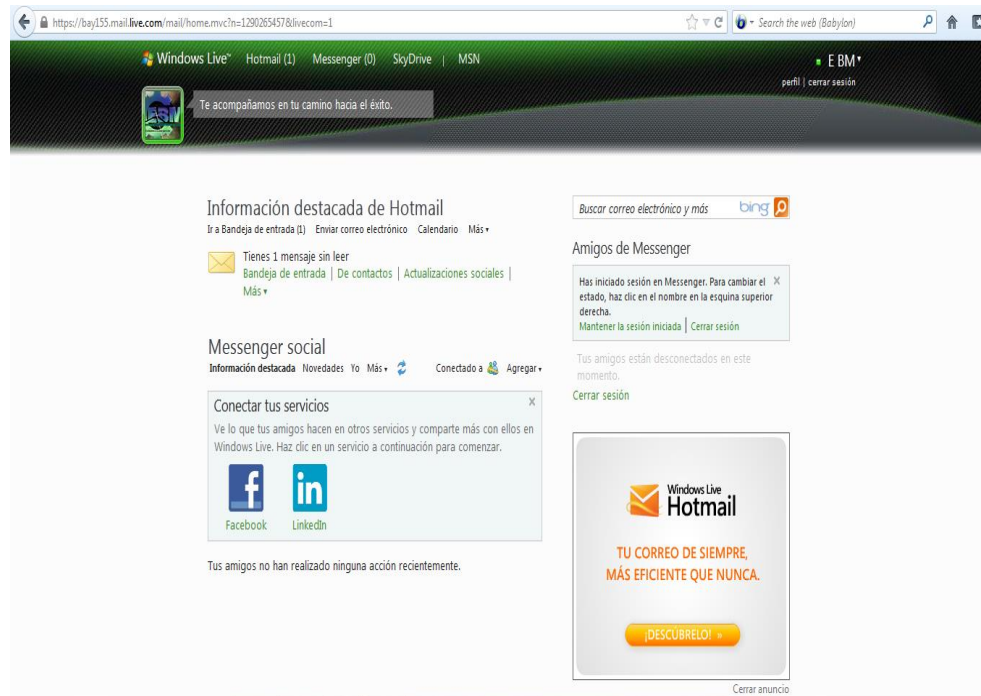 https://bay155.mail.live.com/mail/home.mvc?n=1290265457&livecom=1
Search the web (Babylon)
Windows Live™ Hotmail (1) Messenger (0) SkyDrive | MSN
E BM
perfil | cerrar sesión
EBM
Te acompañamos en tu camino hacia el éxito.
Información destacada de Hotmail
Ir a Bandeja de entrada (1) Enviar correo electrónico Calendario Más
Tienes 1 mensaje sin leer
Bandeja de entrada | De contactos | Actualizaciones sociales |
Más
Messenger social
Información destacada Novedades Yo Más Conectado a Agregar
Conectar tus servicios
Ve lo que tus amigos hacen en otros servicios y comparte más con ellos en
Windows Live. Haz clic en un servicio a continuación para comenzar.
f
in
Facebook LinkedIn
Tus amigos no han realizado ninguna acción recientemente.
Buscar correo electrónico y más bing
Amigos de Messenger
Has iniciado sesión en Messenger. Para cambiar el X
estado, haz clic en el nombre en la esquina superior
derecha.
Mantener la sesión iniciada | Cerrar sesión
Tus amigos están desconectados en este
momento.
Cerrar sesión
Windows Live
Hotmail
TU CORREO DE SIEMPRE,
MÁS EFICIENTE QUE NUNCA.
¡DESCÚBRELO! »
Cerrar anuncio